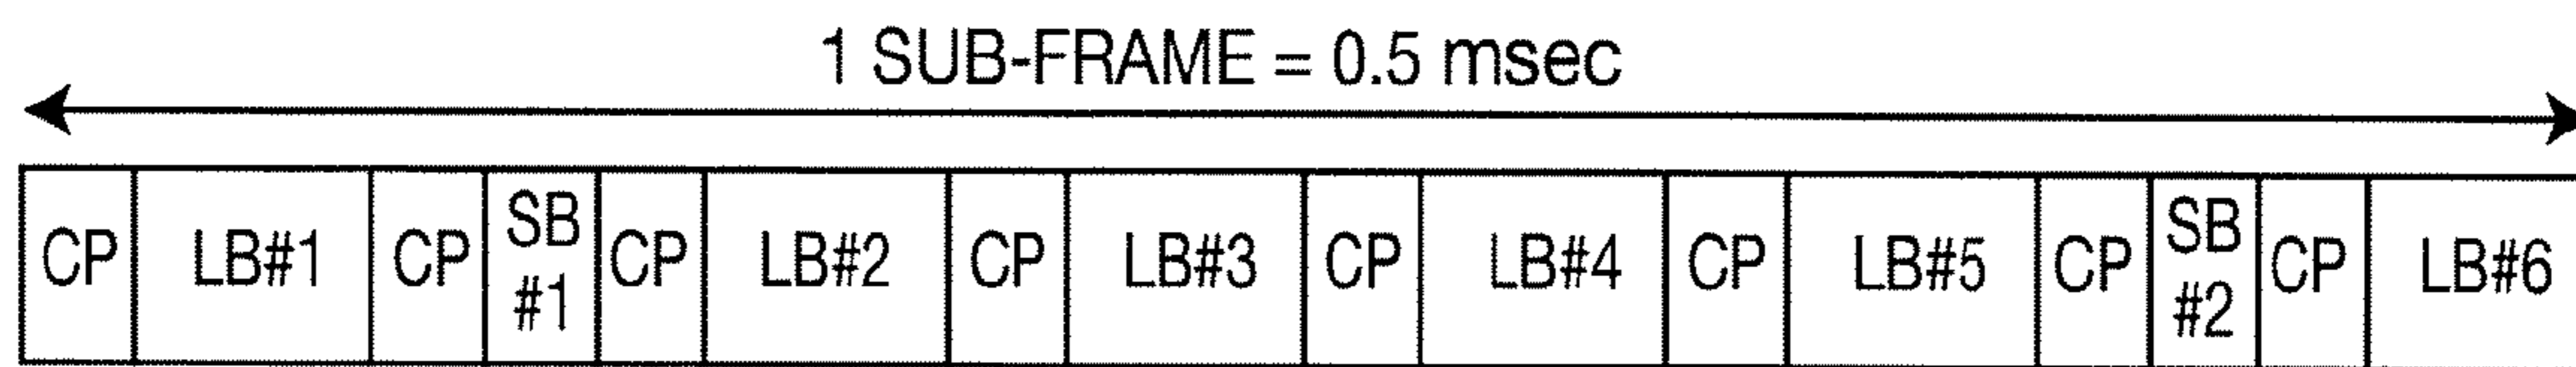 1 SUB-FRAME = 0.5 msec
CP LB#1 CP SB #1 CP LB#2 CP LB#3 CP LB#4 CP LB#5 CP SB #2 CP LB#6